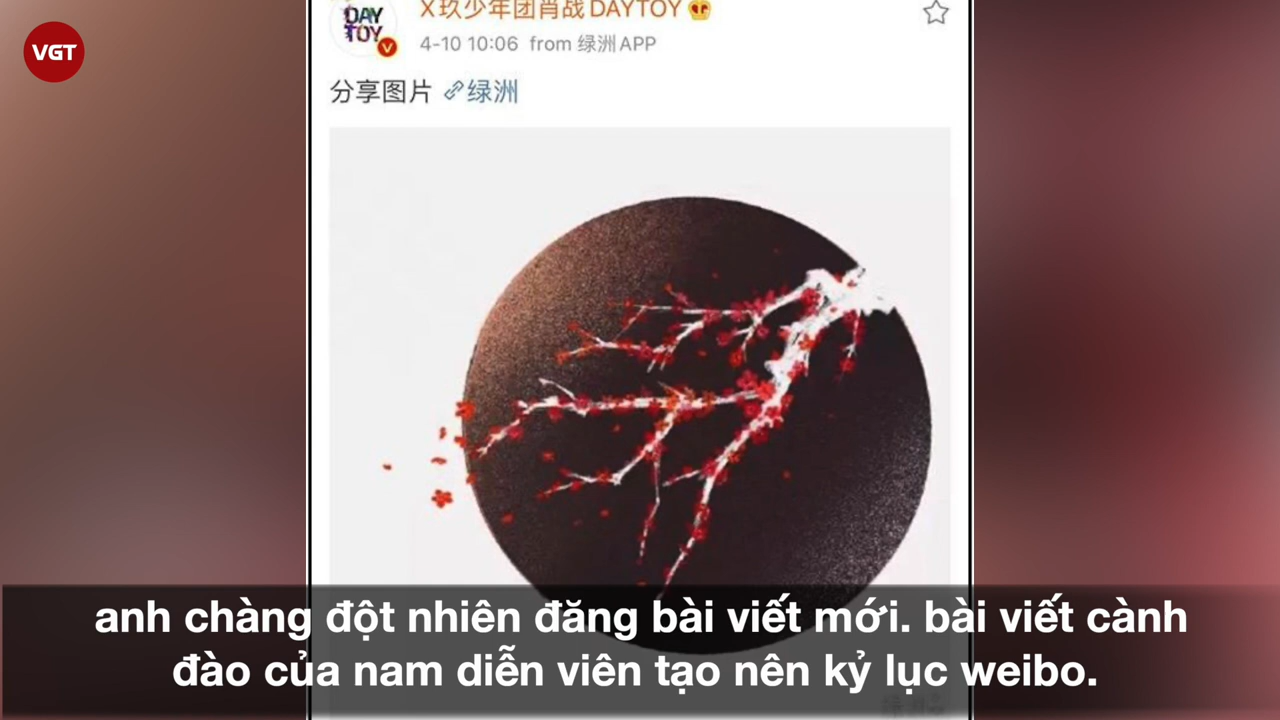 VGT
DAY
TOY
X玖少年团肖战DAYTOY
4-10 10:06 from 绿洲APP
分享图片 绿洲
anh chàng đột nhiên đăng bài viết mới. bài viết cành
đào của nam diễn viên tạo nên kỷ lục weibo.